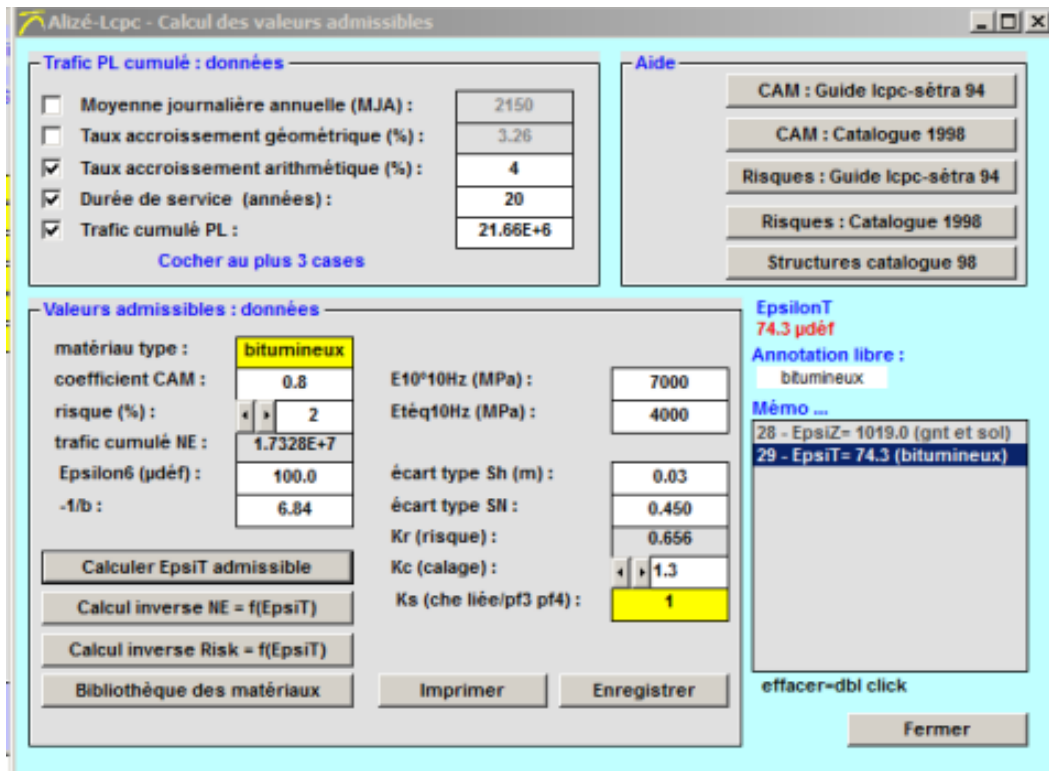 Alizé-Lcpc - Calcul des valeurs admissibles
Trafic PL cumulé : données
Moyenne journalière annuelle (MJA) : 2150
Taux accroissement géométrique (%) : 3.26
Taux accroissement arithmétique (%) : 4
Durée de service (années) : 20
Trafic cumulé PL : 21.66E+6
Cocher au plus 3 cases
Aide
CAM : Guide lcpc-sétra 94
CAM : Catalogue 1998
Risques : Guide lcpc-sétra 94
Risques : Catalogue 1998
Structures catalogue 98
Valeurs admissibles : données
matériau type : bitumineux
coefficient CAM : 0.8
risque (%) : 2
trafic cumulé NE : 1.7328E+7
Epsilon6 (µdéf) : 100.0
-1/b : 6.84
E10°10Hz (MPa) : 7000
Etéq10Hz (MPa) : 4000
écart type Sh (m) : 0.03
écart type SN : 0.450
Kr (risque) : 0.656
Kc (calage) : 1.3
Ks (che liée/pf3 pf4) : 1
Calculer EpsiT admissible
Calcul inverse NE = f(EpsiT)
Calcul inverse Risk = f(EpsiT)
Bibliothèque des matériaux
Imprimer
Enregistrer
EpsilonT
74.3 µdéf
Annotation libre :
bitumineux
Mémo ...
28 - EpsiZ= 1019.0 (gnt et sol)
29 - EpsiT= 74.3 (bitumineux)
effacer=dbl click
Fermer